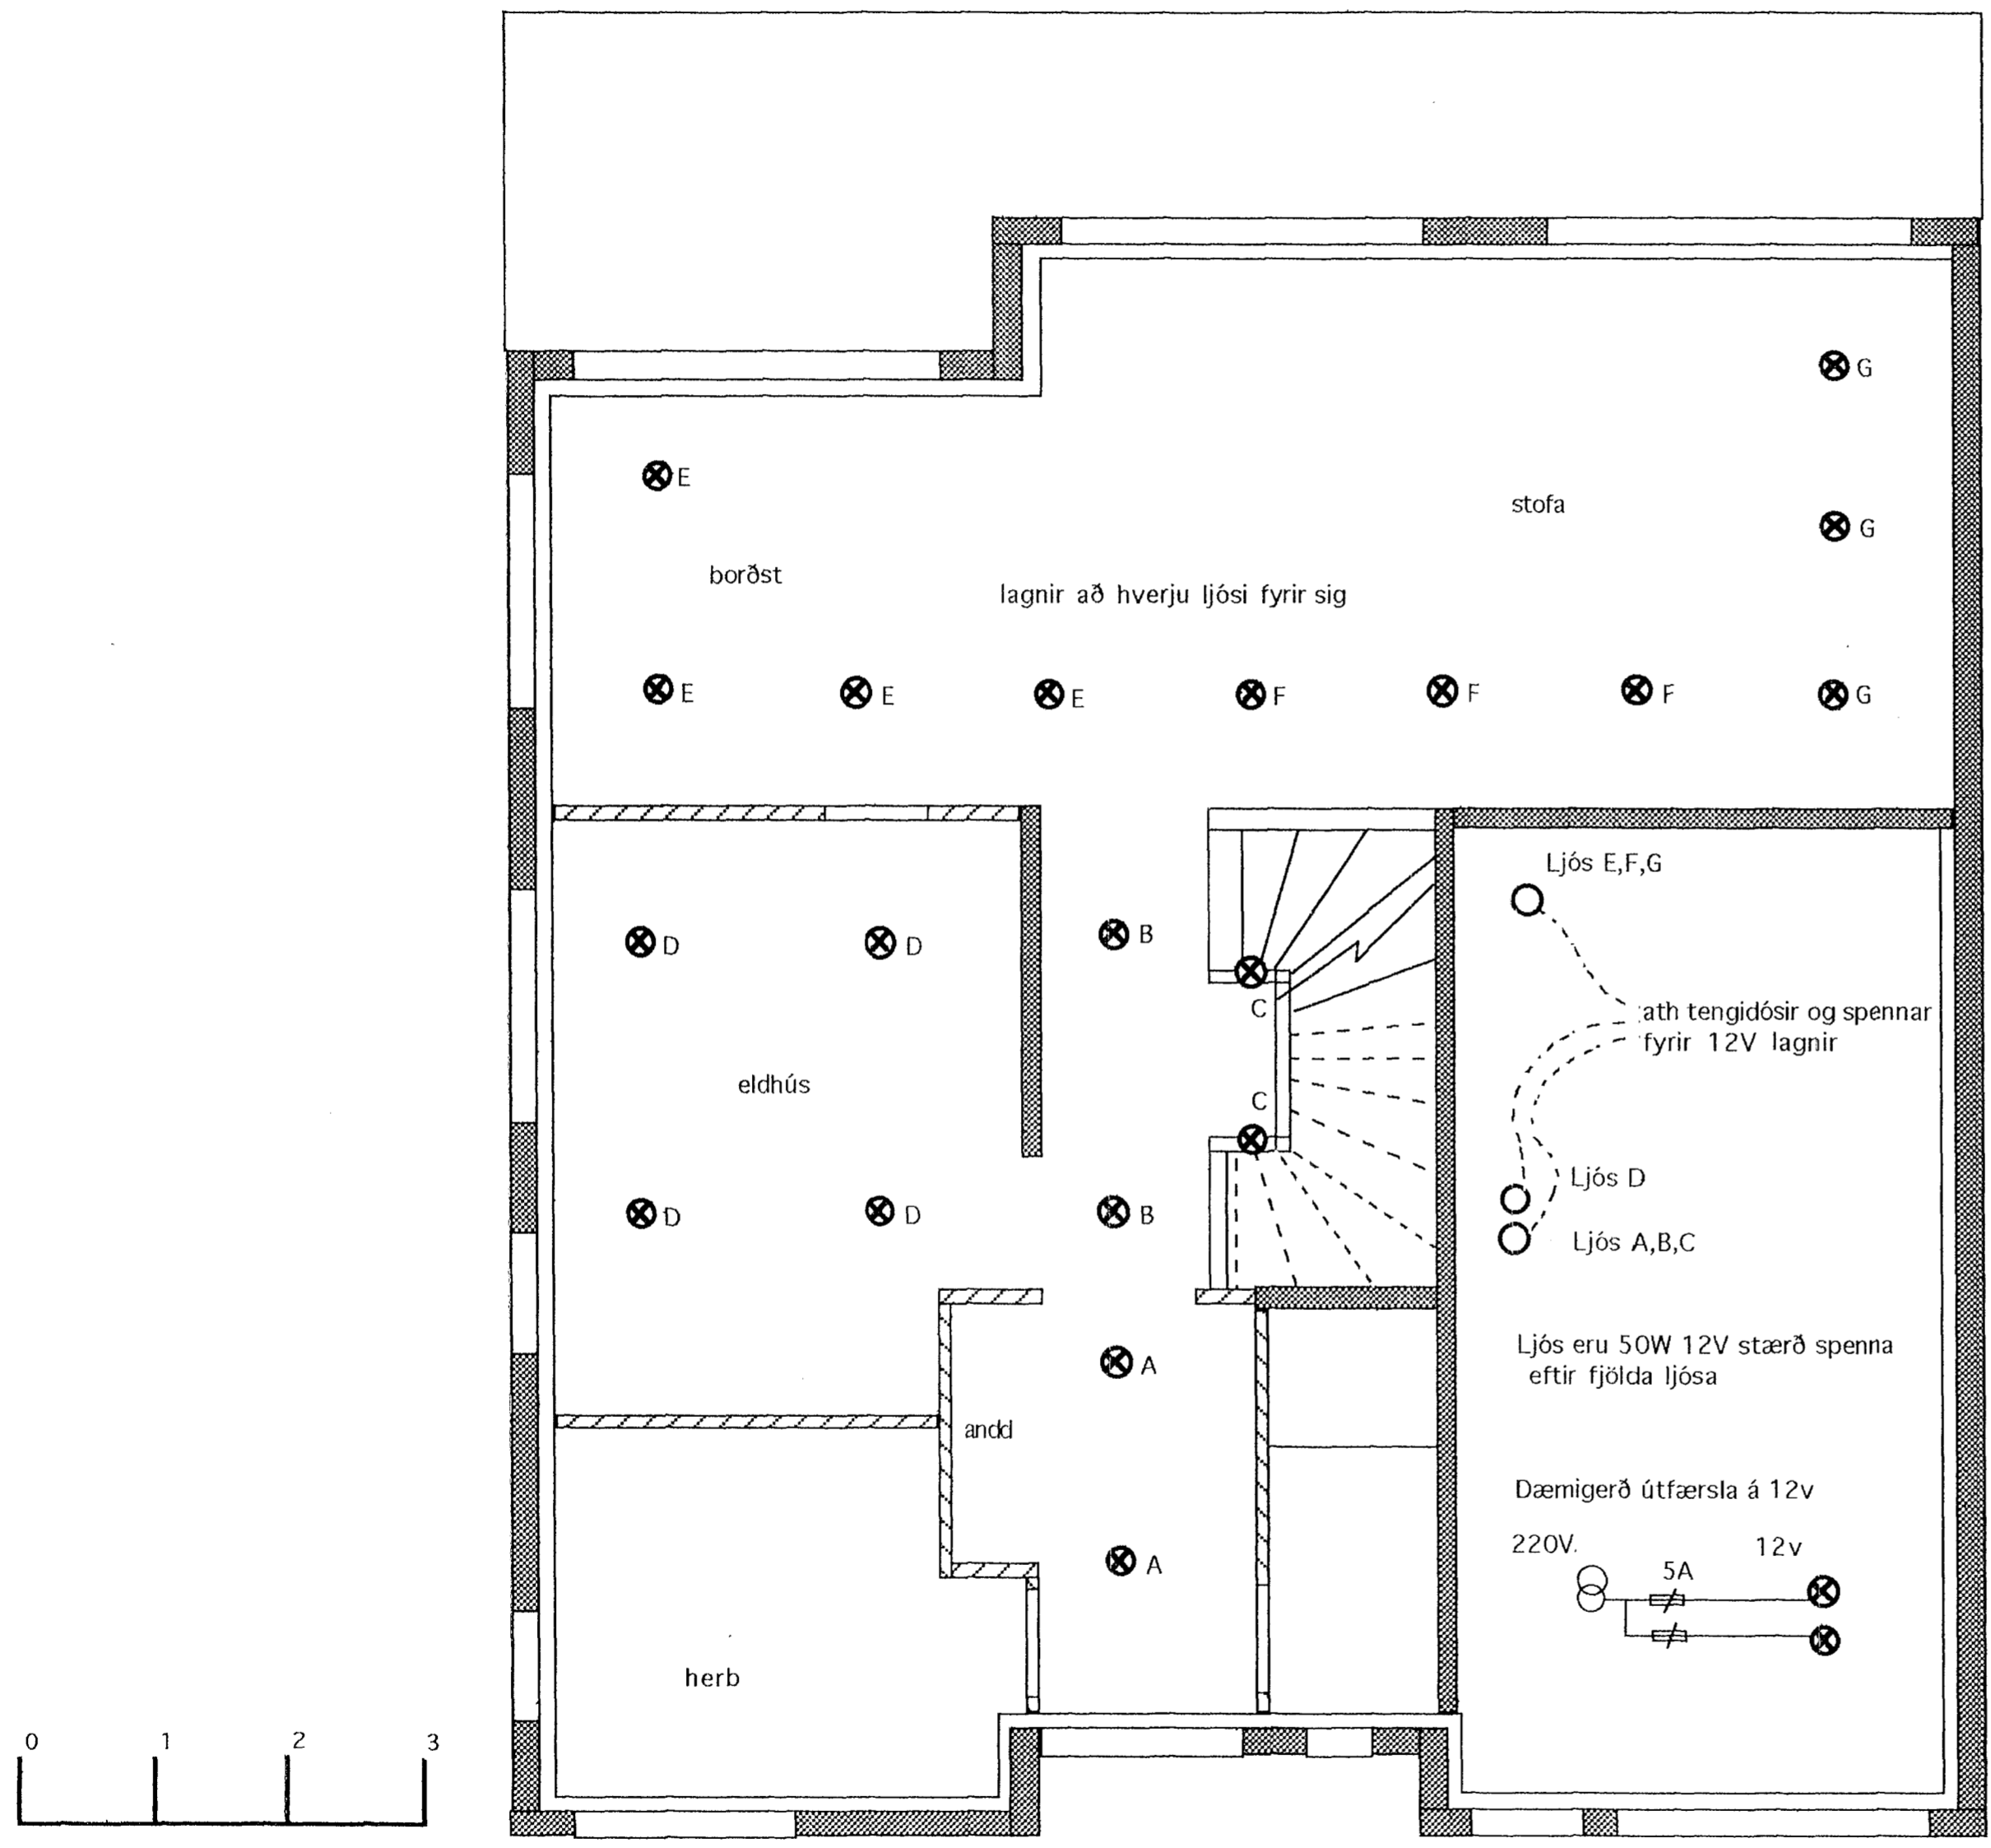 G
E
stofa
G
borðst
lagnir að hverju ljósi fyrir sig
E
E
E
F
F
F
G
Ljós E,F,G
D
D
B
C
ath tengidósir og spennar
fyrir 12V lagnir
eldhús
C
Ljós D
D
D
B
Ljós A,B,C
Ljós eru 50W 12V stærð spenna
eftir fjölda ljósa
A
andd
Dæmigerð útfærsla á 12v
220V.
12v
5A
A
herb
0
1
2
3